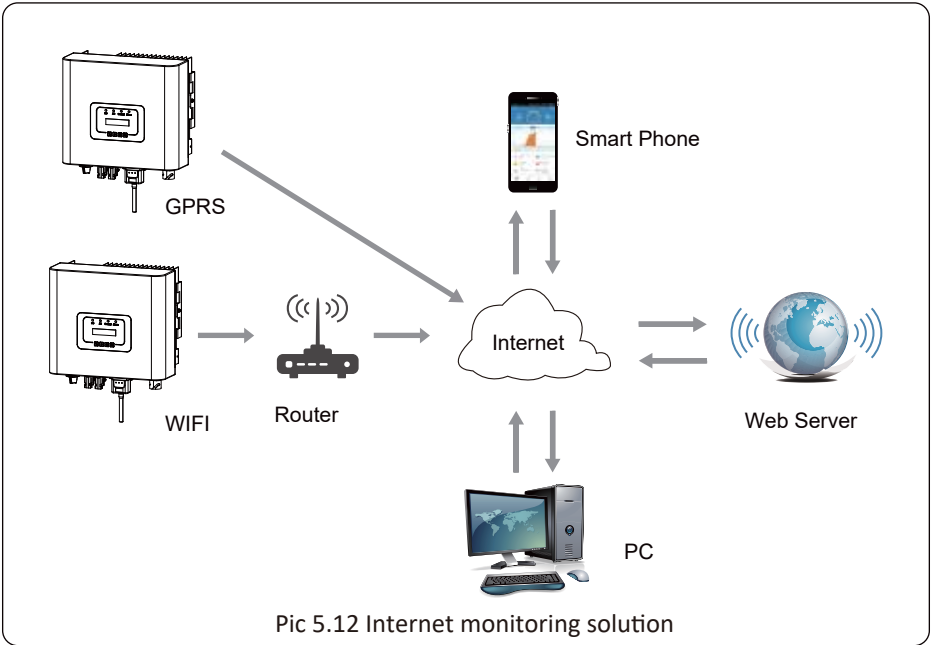 Smart Phone
GPRS
Internet
WIFI
Router
Web Server
PC
Pic 5.12 Internet monitoring solution